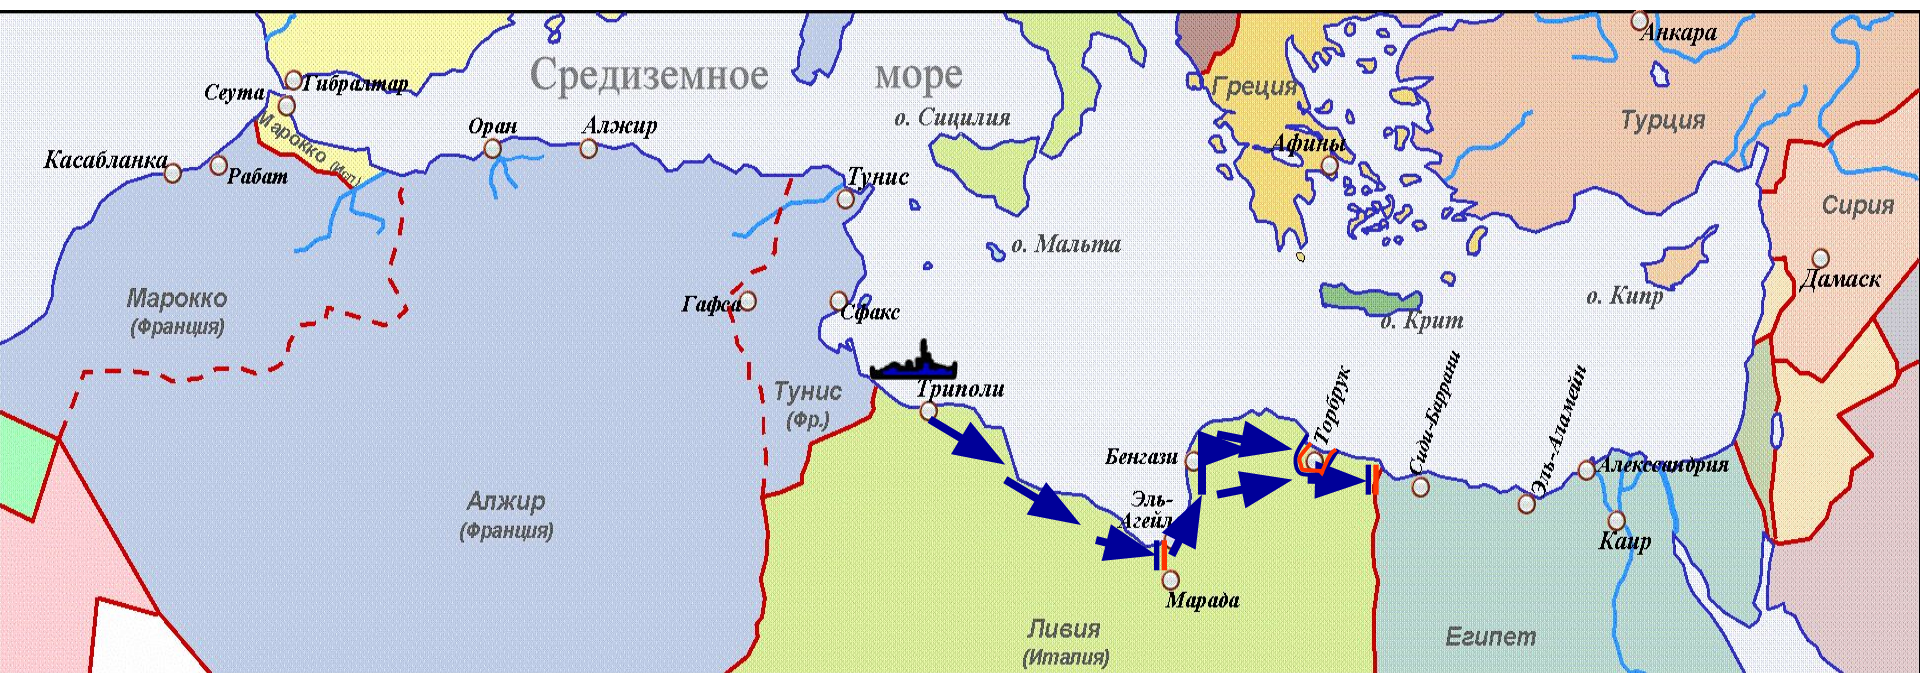 Анкара
Средиземное море
Гибралтар
Греция
Сеута
о. Сицилия
Турция
Марокко (Исп)
Оран
Алжир
Афины
Касабланка
Рабат
Тунис
Сирия
о. Мальта
Дамаск
Марокко
(Франция)
Гафса
Сфакс
о. Кипр
о. Крит
Тунис
(Фр.)
Триполи
Торбрук
Сиди-Баррани
Эль-Аламейн
Бенгази
Александрия
Алжир
(Франция)
Эль-
Агейл
Каир
Марада
Ливия
(Италия)
Египет